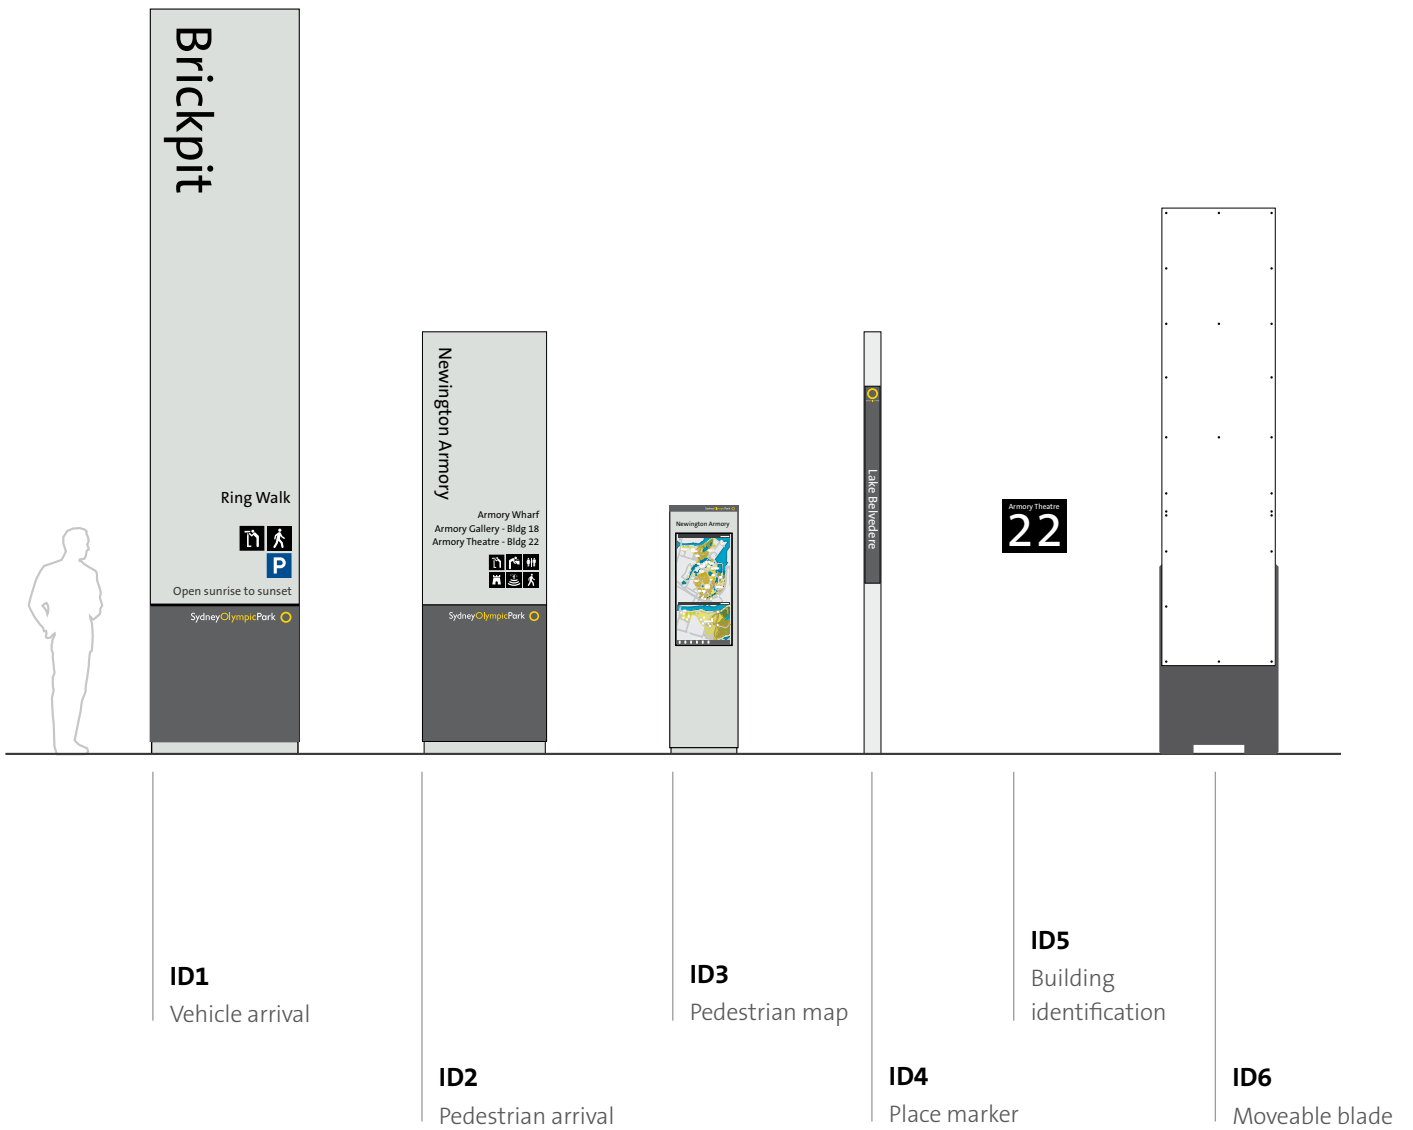 Brickpit
Ring Walk
P
Open sunrise to sunset
SydneyOlympicPark
Newington Armory
Armory Wharf
Armory Gallery - Bldg 18
Armory Theatre - Bldg 22
SydneyOlympicPark
SydneyOlympicPark
Newington Armory
Lake Belvedere
Armory Theatre
22
ID1
Vehicle arrival
ID2
Pedestrian arrival
ID3
Pedestrian map
ID4
Place marker
ID5
Building
identification
ID6
Moveable blade